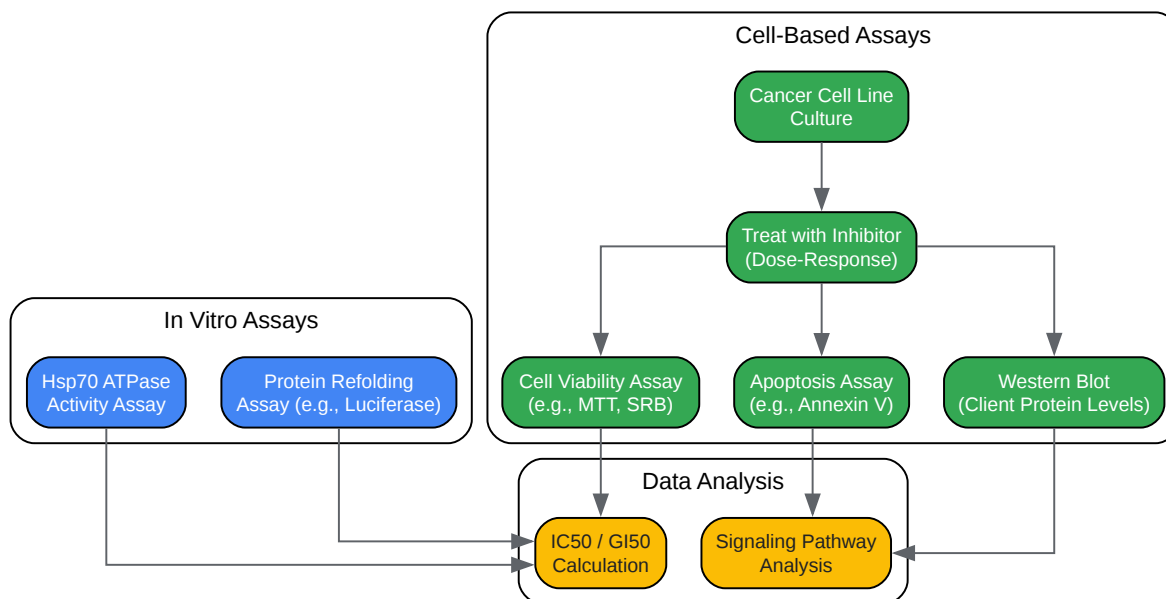 Cell-Based Assays
Cancer Cell Line
Culture
Treat with Inhibitor
(Dose-Response)
In Vitro Assays
Hsp70 ATPase
Activity Assay
Protein Refolding
Assay (e.g., Luciferase)
Cell Viability Assay
(e.g., MTT, SRB)
Apoptosis Assay
(e.g., Annexin V)
Western Blot
(Client Protein Levels)
Data Analysis
IC50 / GI50
Calculation
Signaling Pathway
Analysis